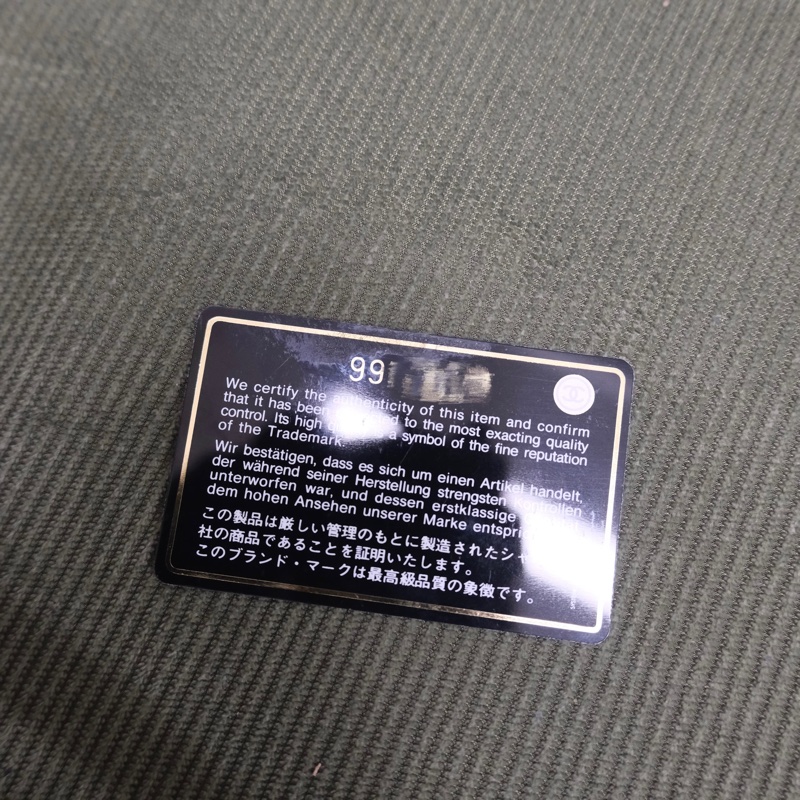 99
We certify the authenticity of this item and confirm
that it has been to the most exacting quality
control. Its high a symbol of the fine reputation
of the Trademark.
Wir bestätigen, dass es sich um einen Artikel handelt,
der während seiner Herstellung strengsten Kontrollen
unterworfen war, und dessen erstklassige
dem hohen Ansehen unserer Marke
この製品は厳しい管理のもとに製造されたシャ
社の商品であることを証明いたします。
このブランド・マークは最高級品質の象徴です。